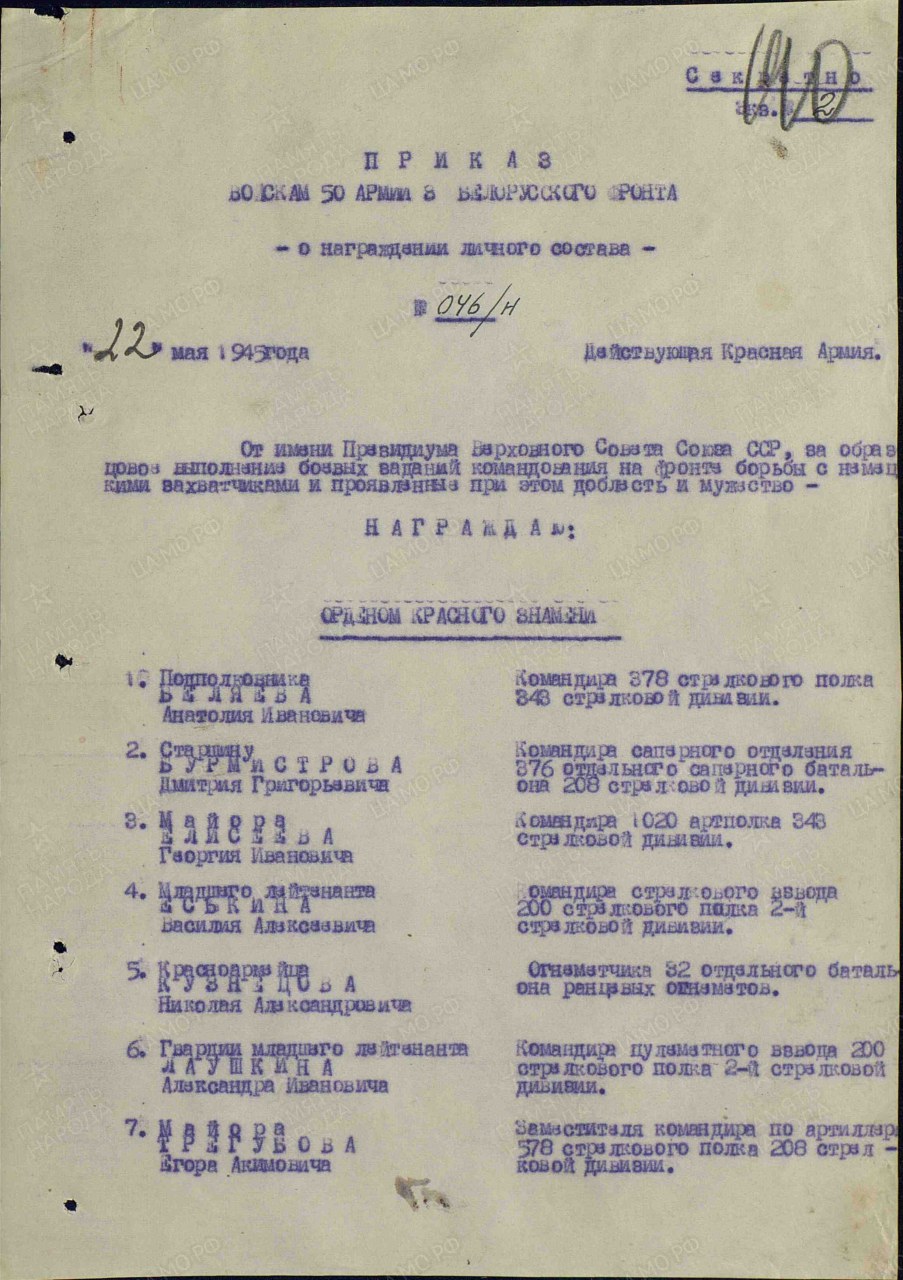 Секретно
Экз. № 2
ПРИКАЗ
ВОЙСКАМ 50 АРМИИ 3 БЕЛОРУССКОГО ФРОНТА
- о награждении личного состава -
№ 046/н
"22" мая 1945 года Действующая Красная Армия.
От имени Президиума Верховного Совета Союза ССР, за образ
цовое выполнение боевых заданий командования на фронте борьбы с немец
кими захватчиками и проявленные при этом доблесть и мужество -
НАГРАЖДАЮ:
ОРДЕНОМ КРАСНОГО ЗНАМЕНИ
1. Подполковника Командира 378 стрелкового полка
БЕЛЯЕВА 343 стрелковой дивизии.
Анатолия Ивановича
2. Старшину Командира саперного отделения
БУРМИСТРОВА 376 отдельного саперного баталь-
Дмитрия Григорьевича она 208 стрелковой дивизии.
3. Майора Командира 1020 артполка 343
ЕЛИСЕЕВА стрелковой дивизии.
Георгия Ивановича
4. Младшего лейтенанта Командира стрелкового взвода
ЕСЬКИНА 200 стрелкового полка 2-й
Василия Алексеевича стрелковой дивизии.
5. Красноармейца Огнеметчика 32 отдельного баталь
КУЗНЕЦОВА она ранцевых огнеметов.
Николая Александровича
6. Гвардии младшего лейтенанта Командира пулеметного взвода 200
ЛАУШКИНА стрелкового полка 2-й стрелковой
Александра Ивановича дивизии.
7. Майора Заместителя командира по артиллери
ТРЕГУБОВА 578 стрелкового полка 208 стрел -
Егора Акимовича ковой дивизии.